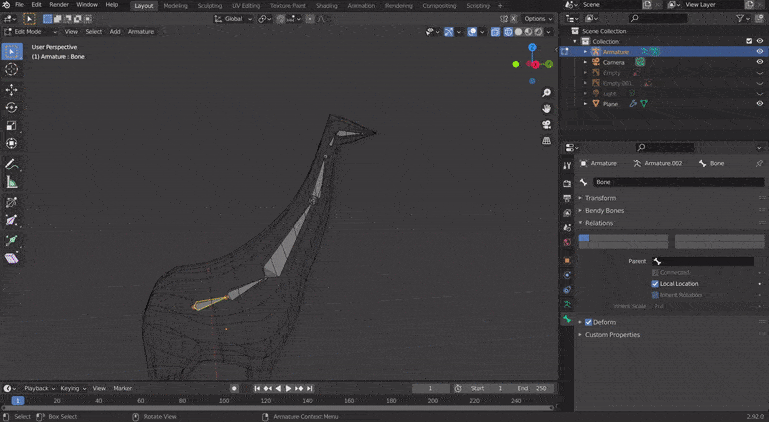 File Edit Render Window Help Layout Modeling Sculpting UV Editing Texture Paint Shading Animation Rendering Compositing Scripting + Scene View Layer
Global Options
Edit Mode View Select Add Armature
User Perspective
(1) Armature : Bone
Z
Scene Collection
Collection
Armature
Camera
Empty
Empty.001
Light
Plane
Armature Armature.002 Bone
Bone
Transform
Bendy Bones
Relations
Parent
Connected
Local Location
Inherit Rotation
Deform
Custom Properties
Playback Keying View Marker 1 Start 1 End 250
1 20 40 60 80 100 120 140 160 180 200 220 240
Select Box Select Rotate View Armature Context Menu 2.92.0